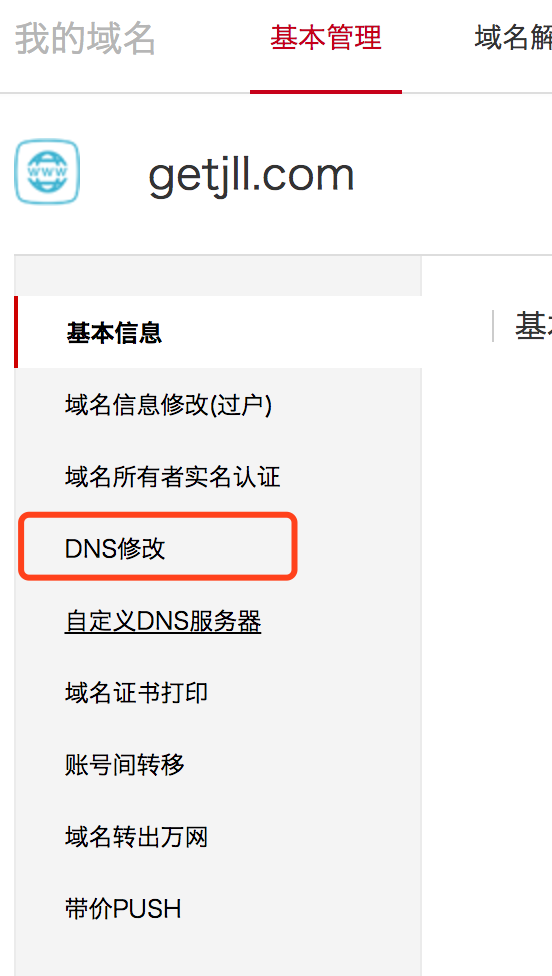 我的域名
基本管理
域名解
WWW
getjll.com
基本信息
基
域名信息修改(过户)
域名所有者实名认证
DNS修改
自定义DNS服务器
域名证书打印
账号间转移
域名转出万网
带价PUSH